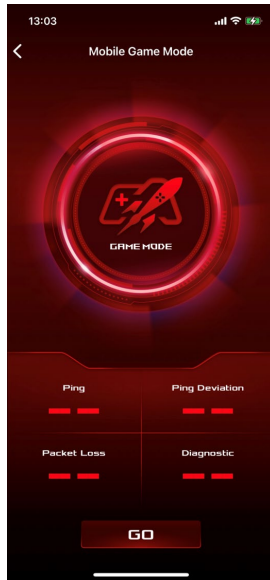 13:03
Mobile Game Mode
GAME MODE
Ping
Ping Deviation
-- --
-- --
Packet Loss
Diagnostic
-- --
-- --
GO